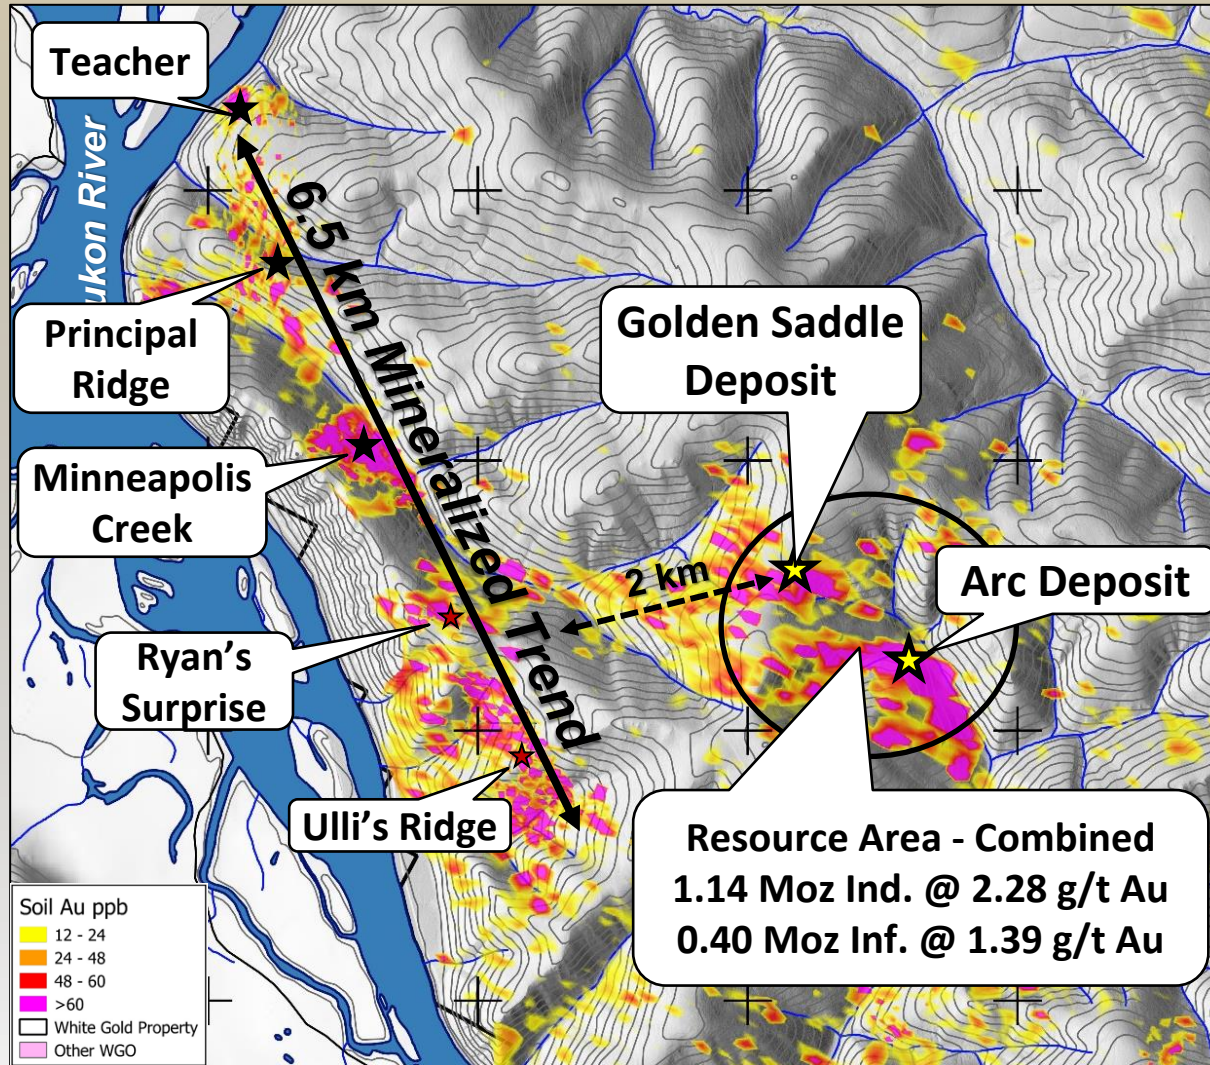 Teacher
ukon River
6.5 km Mineralized Trend
Principal
Ridge
Golden Saddle
Deposit
Minneapolis
Creek
2 km
Arc Deposit
Ryan's
Surprise
Ulli's Ridge
Resource Area - Combined
1.14 Moz Ind. @ 2.28 g/t Au
0.40 Moz Inf. @ 1.39 g/t Au
Soil Au ppb
12 - 24
24 - 48
48 - 60
>60
White Gold Property
Other WGO